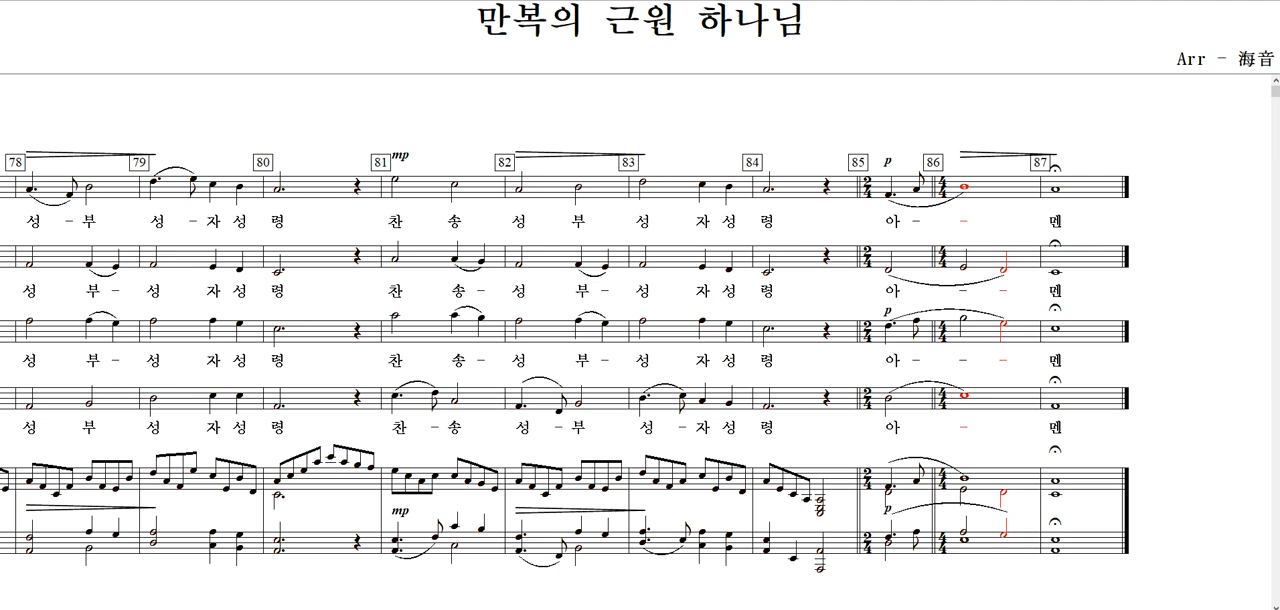 만복의 근원 하나님
Arr - 海音
78 79 80 81 mp 82 83 84 85 p 86 87
성 - 부 성 - 자 성 령 찬 송 성 부 성 자 성 령 아 - - 멘
성 부 - 성 자 성 령 찬 송 - 성 부 - 성 자 성 령 아 - - 멘
p
성 부 - 성 자 성 령 찬 송 - 성 부 - 성 자 성 령 아 - - - 멘
성 부 성 자 성 령 찬 - 송 성 - 부 성 - 자 성 령 아 - 멘
mp p